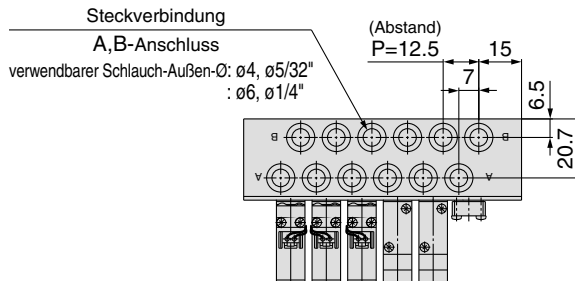 Steckverbindung
A,B-Anschluss
verwendbarer Schlauch-Außen-Ø: ø4, ø5/32"
: ø6, ø1/4"
(Abstand)
P=12.5
15
7
6.5
20.7
B
B
A
A